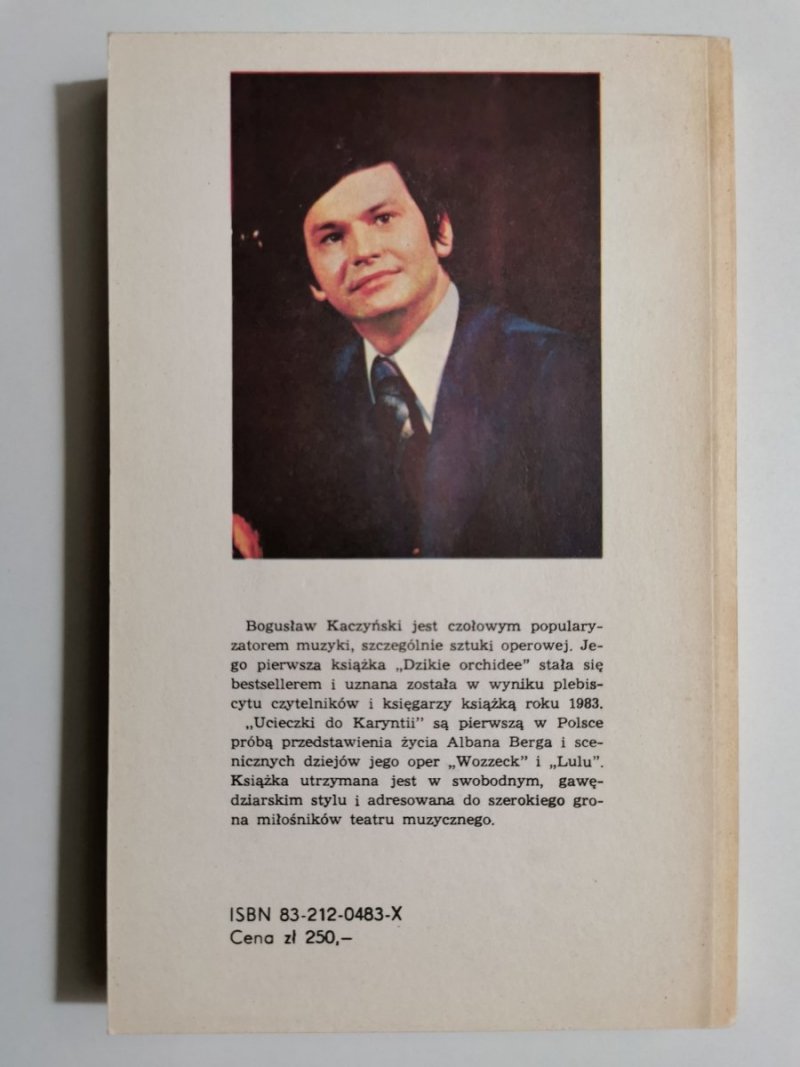 Bogusław Kaczyński jest czołowym populary-
zatorem muzyki, szczególnie sztuki operowej. Je-
go pierwsza książka „Dzikie orchidee” stała się
bestsellerem i uznana została w wyniku plebis-
cytu czytelników i księgarzy książką roku 1983.
„Ucieczki do Karyntii” są pierwszą w Polsce
próbą przedstawienia życia Albana Berga i sce-
nicznych dziejów jego oper „Wozzeck” i „Lulu”.
Książka utrzymana jest w swobodnym, gawę-
dziarskim stylu i adresowana do szerokiego gro-
na miłośników teatru muzycznego.
ISBN 83-212-0483-X
Cena zł 250,—